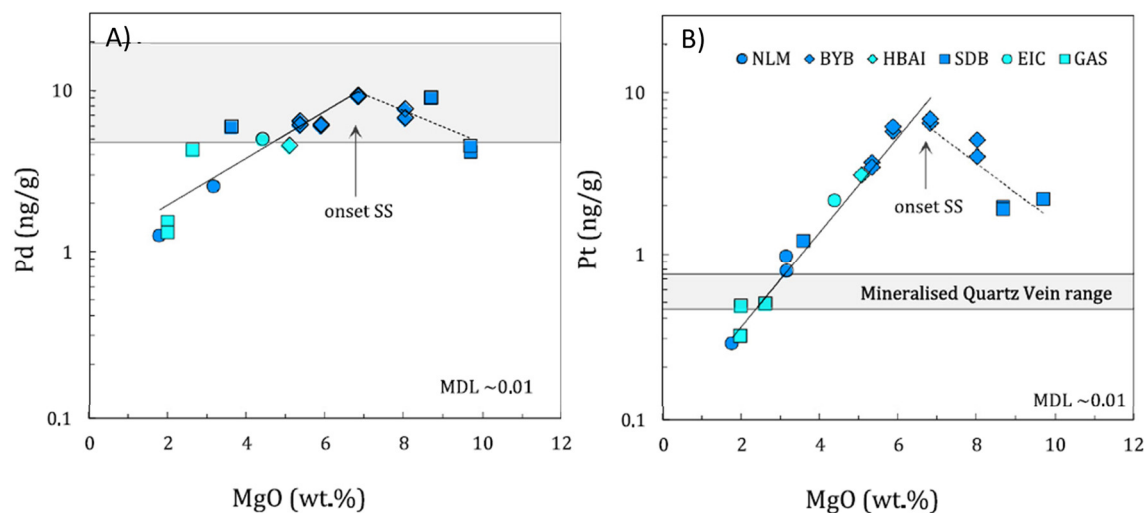 A)
Pd (ng/g)
10
1
0.1
onset SS
MDL ~0.01
0 2 4 6 8 10 12
MgO (wt.%)
B)
NLM BYB HBAI SDB EIC GAS
Pt (ng/g)
10
1
0.1
onset SS
Mineralised Quartz Vein range
MDL ~0.01
0 2 4 6 8 10 12
MgO (wt.%)